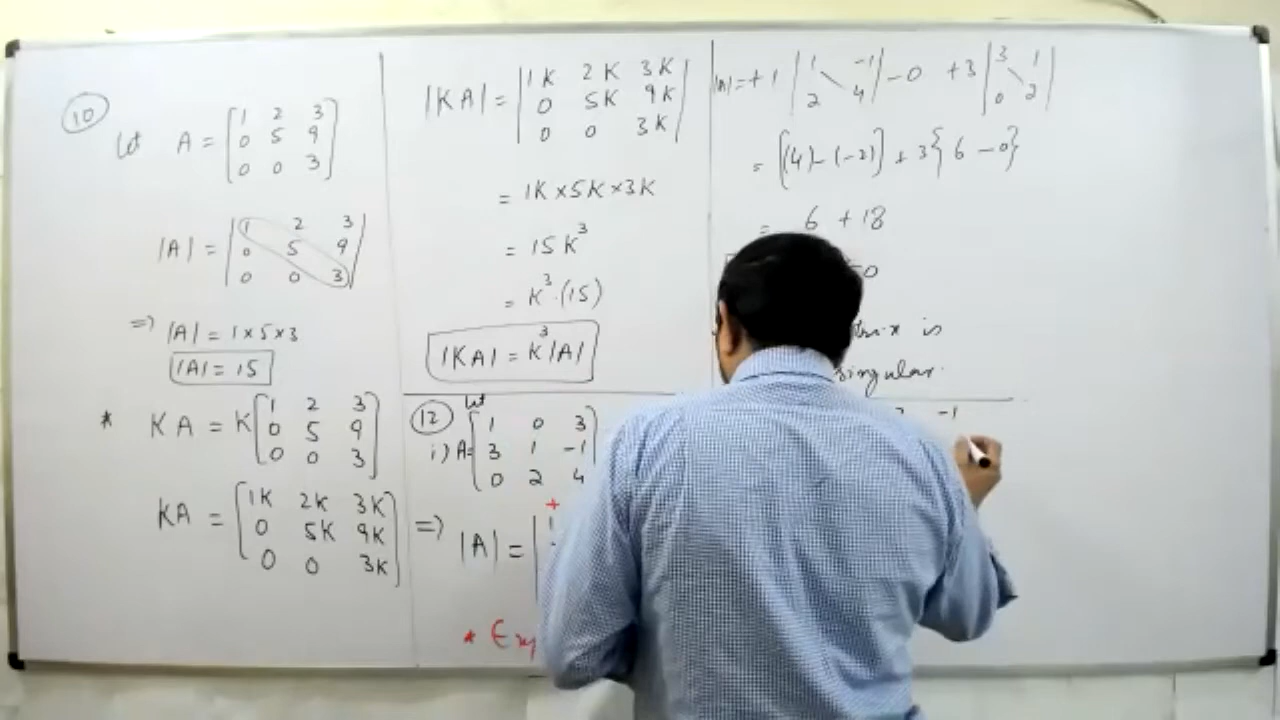 10
Let A = [1 2 3
0 5 9
0 0 3]
|A| = |1 2 3
0 5 9
0 0 3|
=) |A| = 1 × 5 × 3
|A| = 15
* KA = K [1 2 3
0 5 9
0 0 3]
KA = [1K 2K 3K
0 5K 9K
0 0 3K]
|KA| = |1K 2K 3K
0 5K 9K
0 0 3K|
= 1K × 5K × 3K
= 15K³
= K³·(15)
|KA| = K³|A|
12 Let
i) A= [1 0 3
3 1 -1
0 2 4
=) |A| =
+
*
|A| = +1 |1 -1
2 4| - 0 + 3 |3 1
0 2|
= [(4) - (-2)] + 3{6 - 0}
= 6 + 18
0
is
singular.
-1